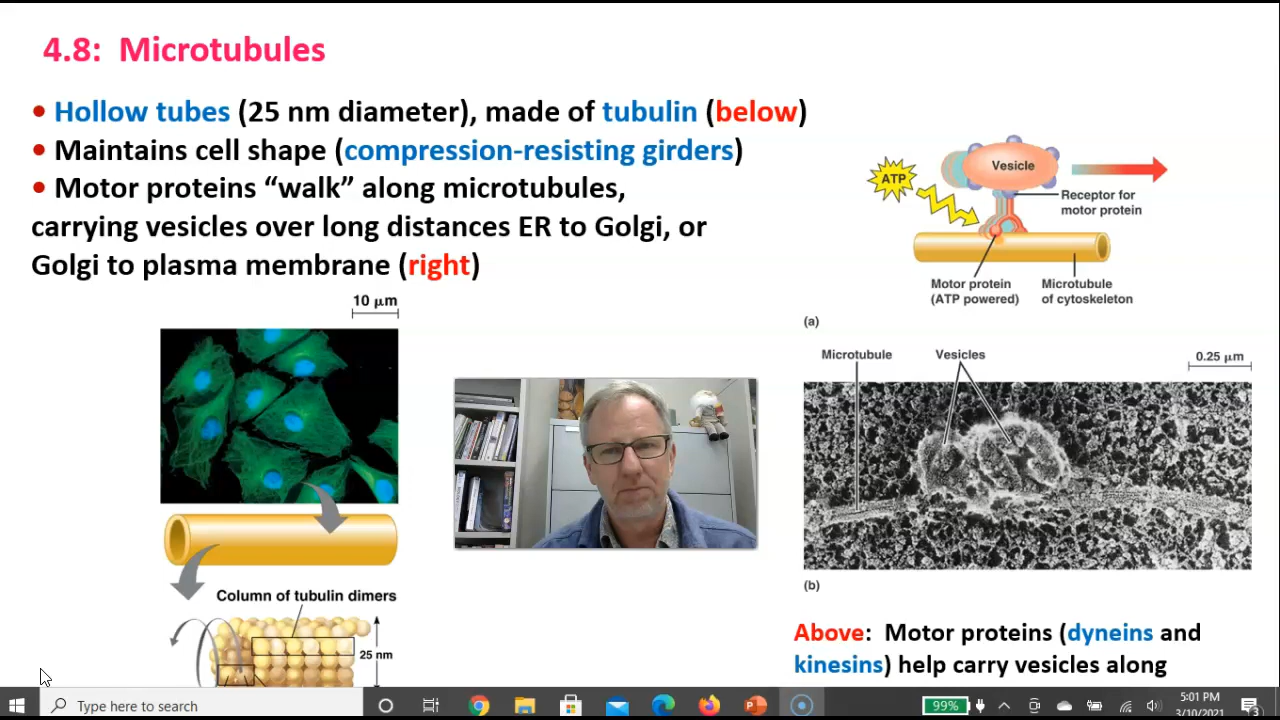 4.8: Microtubules
• Hollow tubes (25 nm diameter), made of tubulin (below)
• Maintains cell shape (compression-resisting girders)
• Motor proteins “walk” along microtubules,
carrying vesicles over long distances ER to Golgi, or
Golgi to plasma membrane (right)
ATP
Vesicle
Receptor for
motor protein
Motor protein
(ATP powered)
Microtubule
of cytoskeleton
(a)
10 μm
Microtubule
Vesicles
0.25 μm
(b)
Column of tubulin dimers
25 nm
Above: Motor proteins (dyneins and
kinesins) help carry vesicles along
Type here to search
99%
5:01 PM
3/10/2021
3